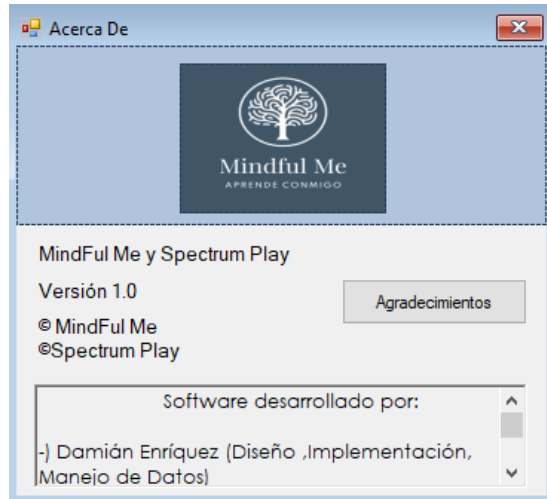 Acerca De
Mindful Me
APRENDE CONMIGO
MindFul Me y Spectrum Play
Versión 1.0
Agradecimientos
© MindFul Me
©Spectrum Play
Software desarrollado por:
-) Damián Enríquez (Diseño ,Implementación,
Manejo de Datos)